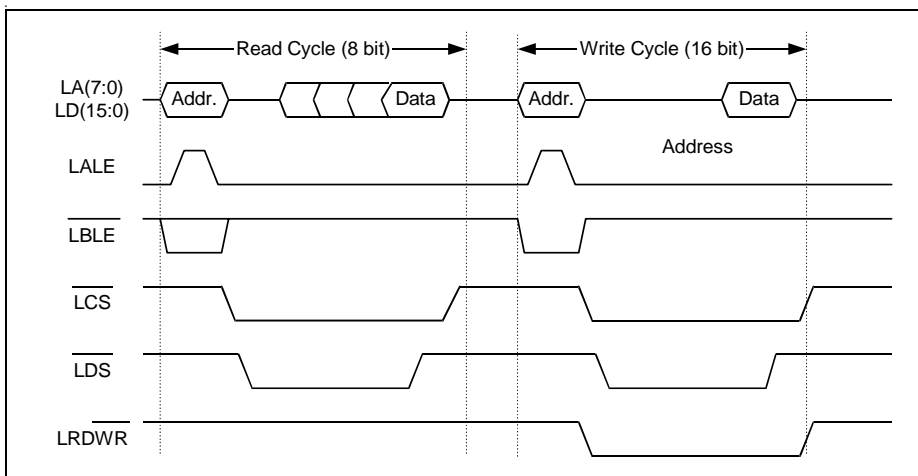 Read Cycle (8 bit) Write Cycle (16 bit)
LA(7:0)
LD(15:0)
Addr. Data Addr. Data
Address
LALE
LBLE
LCS
LDS
LRDWR